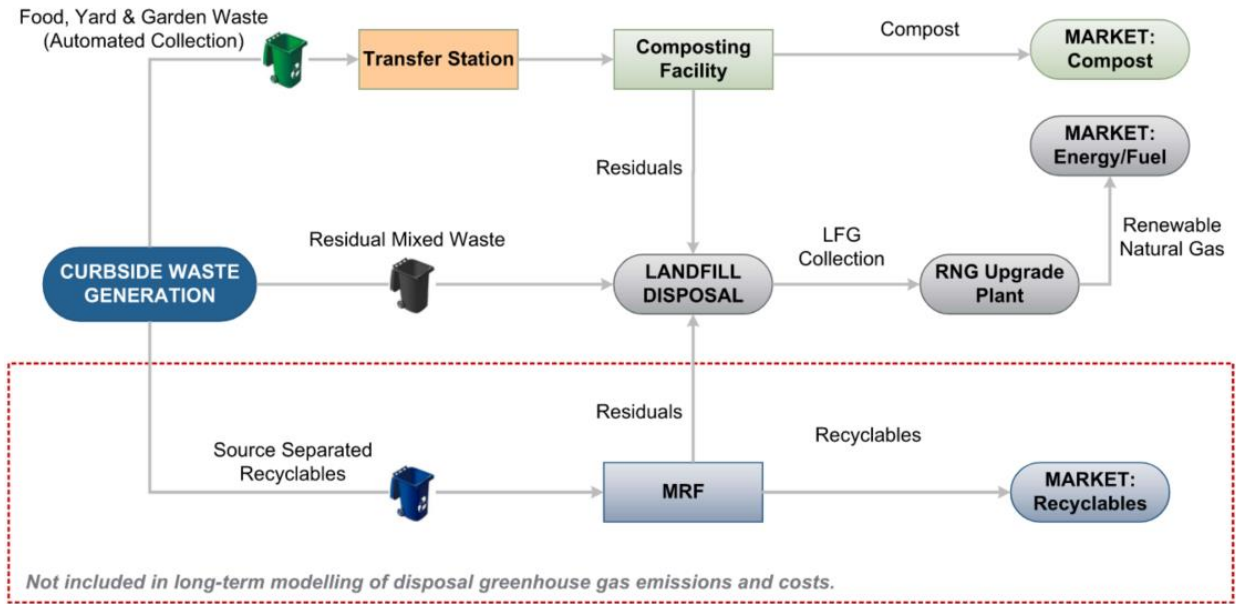 Food, Yard & Garden Waste
(Automated Collection)
Transfer Station
Composting
Facility
Compost
MARKET:
Compost
MARKET:
Energy/Fuel
Residuals
Renewable
Natural Gas
Residual Mixed Waste
LFG
Collection
CURBSIDE WASTE
GENERATION
LANDFILL
DISPOSAL
RNG Upgrade
Plant
Residuals
Recyclables
Source Separated
Recyclables
MRF
MARKET:
Recyclables
Not included in long-term modelling of disposal greenhouse gas emissions and costs.